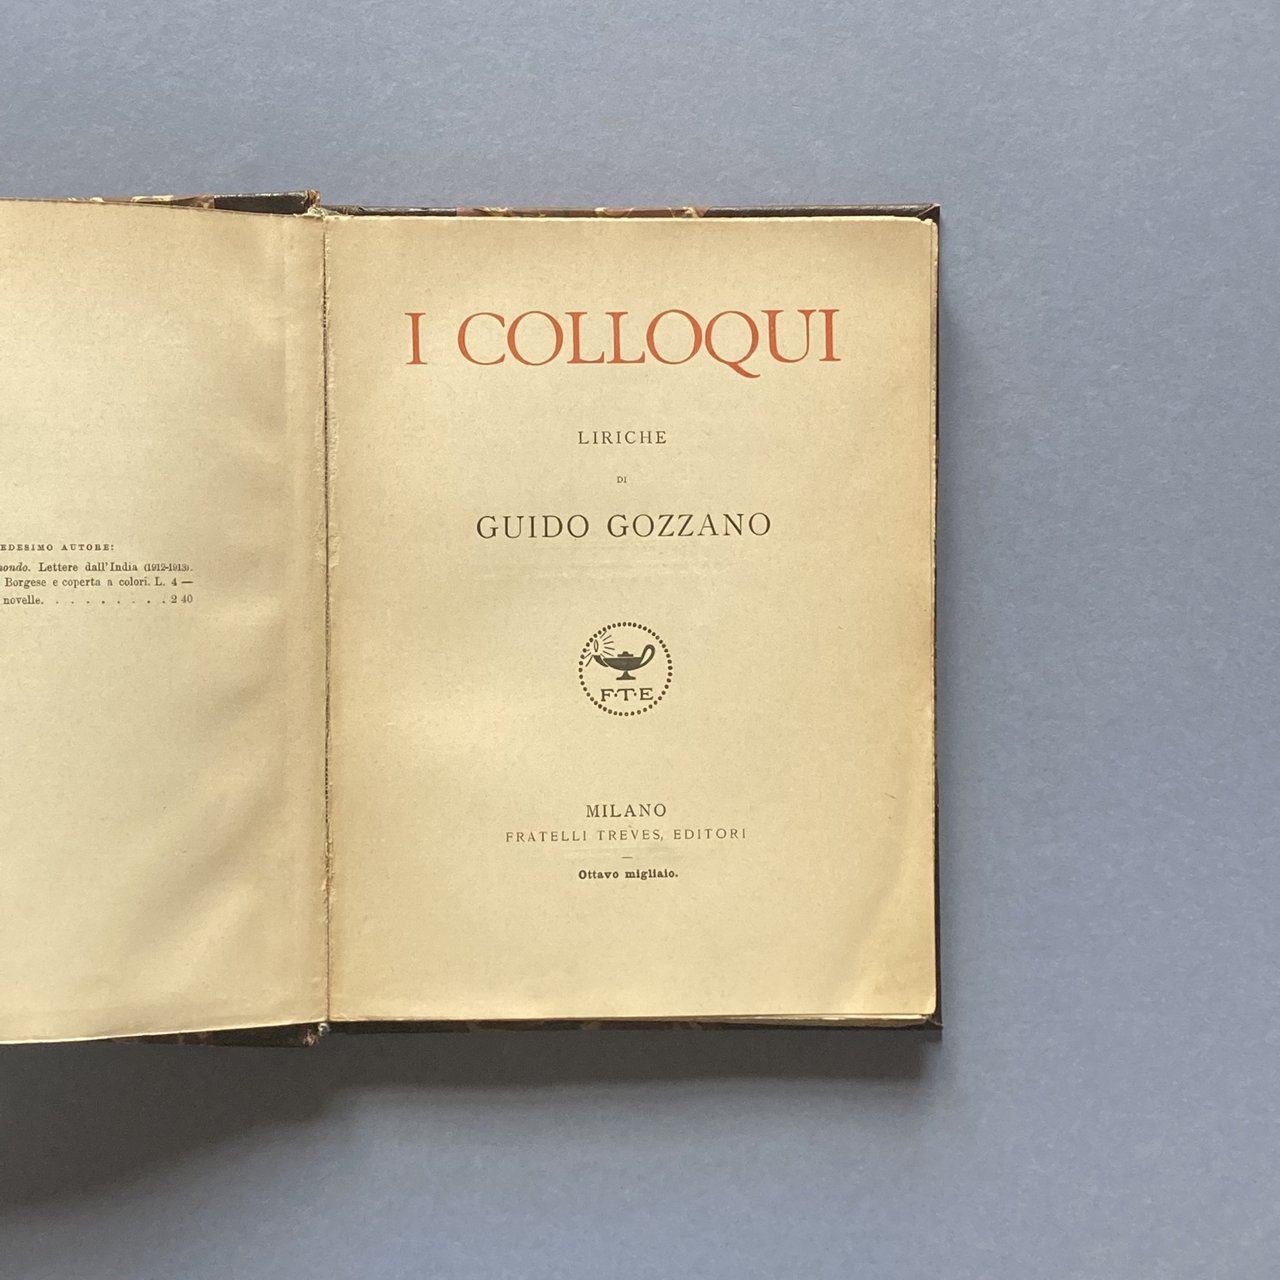 EDESIMO AUTORE:
mondo. Lettere dall'India (1912-1913).
Borgese e coperta a colori. L. 4 —
novelle. . . . . . . . . 2 40
I COLLOQUI
LIRICHE
DI
GUIDO GOZZANO
F·T·E
MILANO
FRATELLI TREVES, EDITORI
—
Ottavo migliaio.